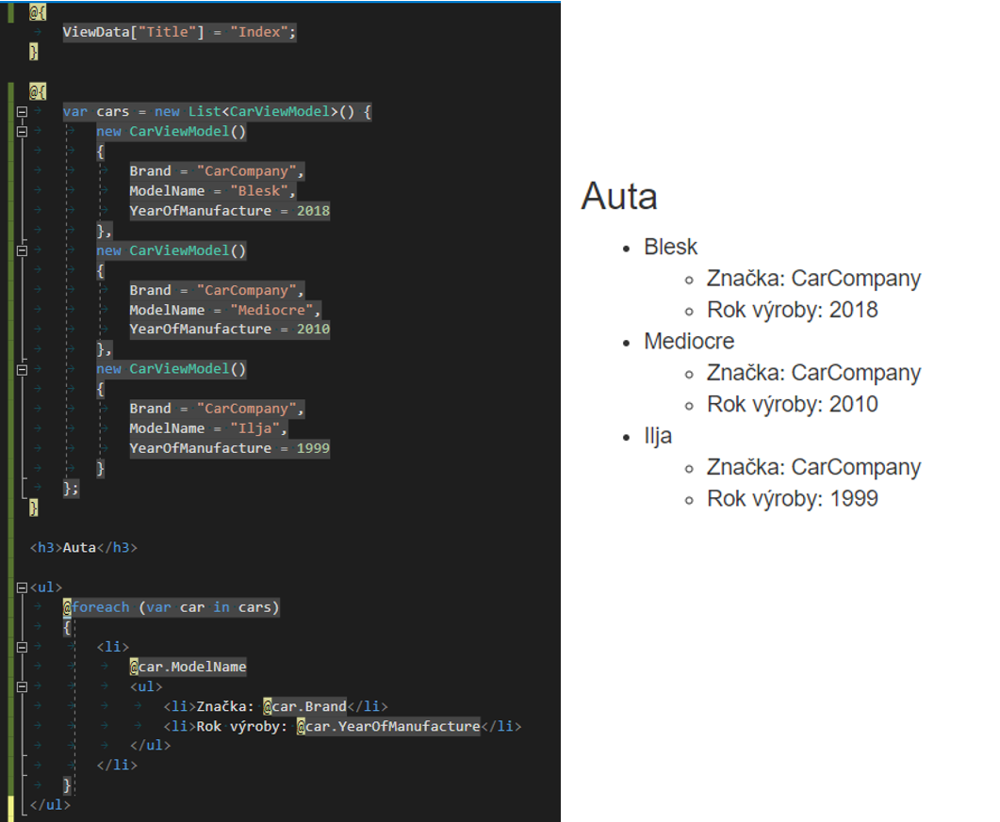 @{
ViewData["Title"] = "Index";
}
@{
var cars = new List<CarViewModel>() {
new CarViewModel()
{
Brand = "CarCompany",
ModelName = "Blesk",
YearOfManufacture = 2018
},
new CarViewModel()
{
Brand = "CarCompany",
ModelName = "Mediocre",
YearOfManufacture = 2010
},
new CarViewModel()
{
Brand = "CarCompany",
ModelName = "Ilja",
YearOfManufacture = 1999
}
};
}
<h3>Auta</h3>
<ul>
@foreach (var car in cars)
{
<li>
@car.ModelName
<ul>
<li>Značka: @car.Brand</li>
<li>Rok výroby: @car.YearOfManufacture</li>
</ul>
</li>
}
</ul>
Auta
• Blesk
◦ Značka: CarCompany
◦ Rok výroby: 2018
• Mediocre
◦ Značka: CarCompany
◦ Rok výroby: 2010
• Ilja
◦ Značka: CarCompany
◦ Rok výroby: 1999